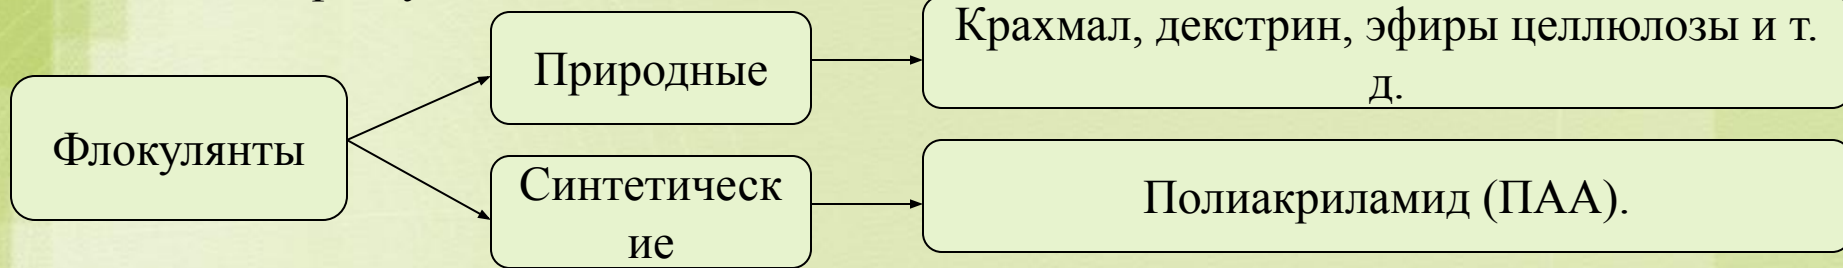 Природные
Крахмал, декстрин, эфиры целлюлозы и т.
д.
Флокулянты
Синтетическ
ие
Полиакриламид (ПАА).